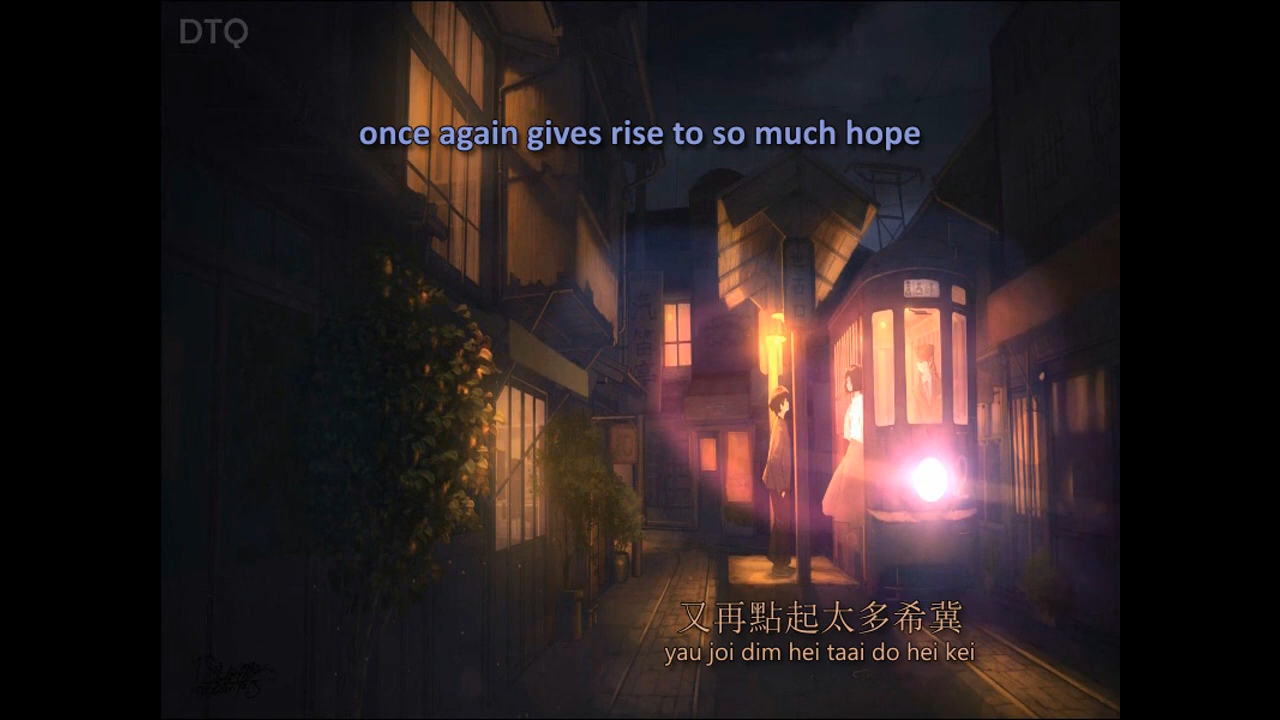 DTQ
once again gives rise to so much hope
又再點起太多希冀
yau joi dim hei taai do hei kei